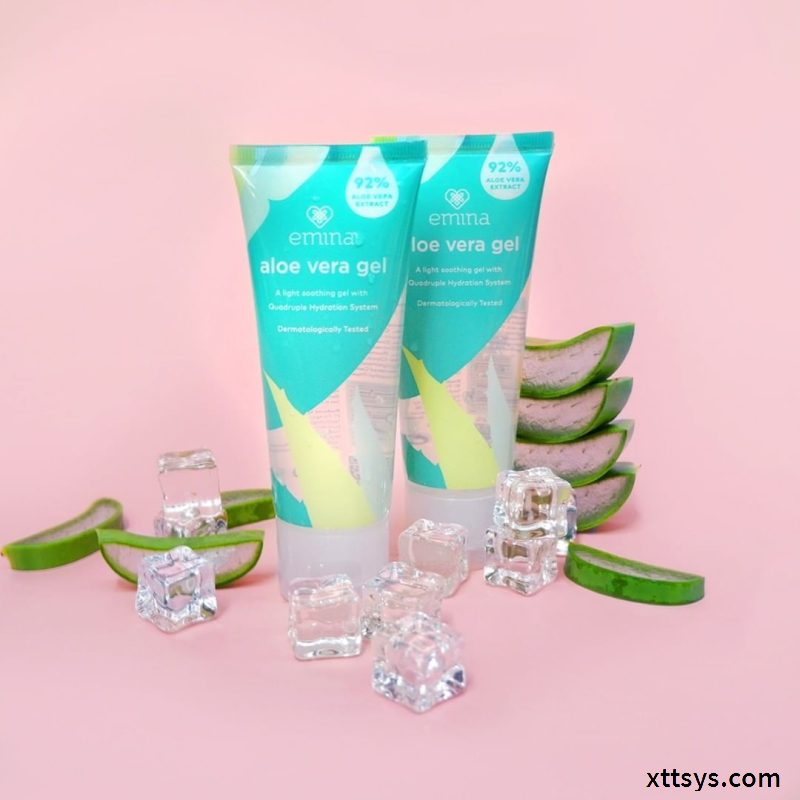 92%
ALOE VERA
EXTRACT
emina
aloe vera gel
A light soothing gel with
Quadruple Hydration System
Dermatologically Tested
92%
ALOE VERA
EXTRACT
emina
loe vera gel
A light soothing gel with
Quadruple Hydration System
Dermatologically Tested
xttsys.com